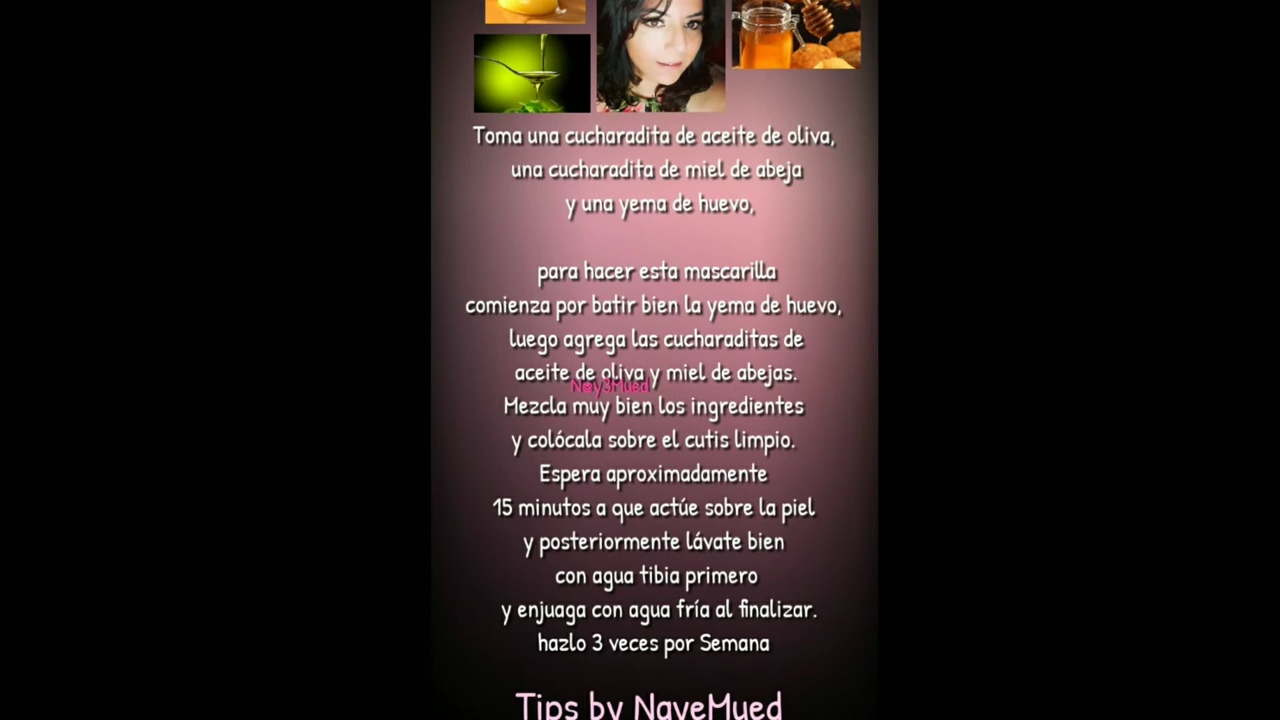 Toma una cucharadita de aceite de oliva,
una cucharadita de miel de abeja
y una yema de huevo,
para hacer esta mascarilla
comienza por batir bien la yema de huevo,
luego agrega las cucharaditas de
aceite de oliva y miel de abejas.
N@y3Mued
Mezcla muy bien los ingredientes
y colócala sobre el cutis limpio.
Espera aproximadamente
15 minutos a que actúe sobre la piel
y posteriormente lávate bien
con agua tibia primero
y enjuaga con agua fría al finalizar.
hazlo 3 veces por Semana
Tips by NayeMued